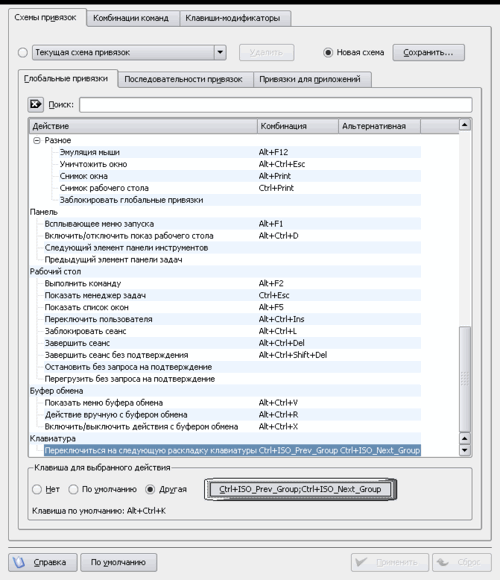 Схемы привязок Комбинации команд Клавиши-модификаторы
Текущая схема привязок Удалить... Новая схема Сохранить...
Глобальные привязки Последовательности привязок Привязки для приложений
Поиск:
Действие Комбинация Альтернативная
Разное
Эмуляция мыши Alt+F12
Уничтожить окно Alt+Ctrl+Esc
Снимок окна Alt+Print
Снимок рабочего стола Ctrl+Print
Заблокировать глобальные привязки
Панель
Всплывающее меню запуска Alt+F1
Включить/отключить показ рабочего стола Alt+Ctrl+D
Следующий элемент панели инструментов
Предыдущий элемент панели задач
Рабочий стол
Выполнить команду Alt+F2
Показать менеджер задач Ctrl+Esc
Показать список окон Alt+F5
Переключить пользователя Alt+Ctrl+Ins
Заблокировать сеанс Alt+Ctrl+L
Завершить сеанс Alt+Ctrl+Del
Завершить сеанс без подтверждения Alt+Ctrl+Shift+Del
Остановить без запроса на подтверждение
Перегрузить без запроса на подтверждение
Буфер обмена
Показать меню буфера обмена Alt+Ctrl+V
Действие вручную с буфером обмена Alt+Ctrl+R
Включить/выключить действия с буфером обмена Alt+Ctrl+X
Клавиатура
Переключиться на следующую раскладку клавиатуры Ctrl+ISO_Prev_Group Ctrl+ISO_Next_Group
Клавиша для выбранного действия
Нет По умолчанию Другая Ctrl+ISO_Prev_Group;Ctrl+ISO_Next_Group
Клавиша по умолчанию: Alt+Ctrl+K
Справка По умолчанию Применить Сброс